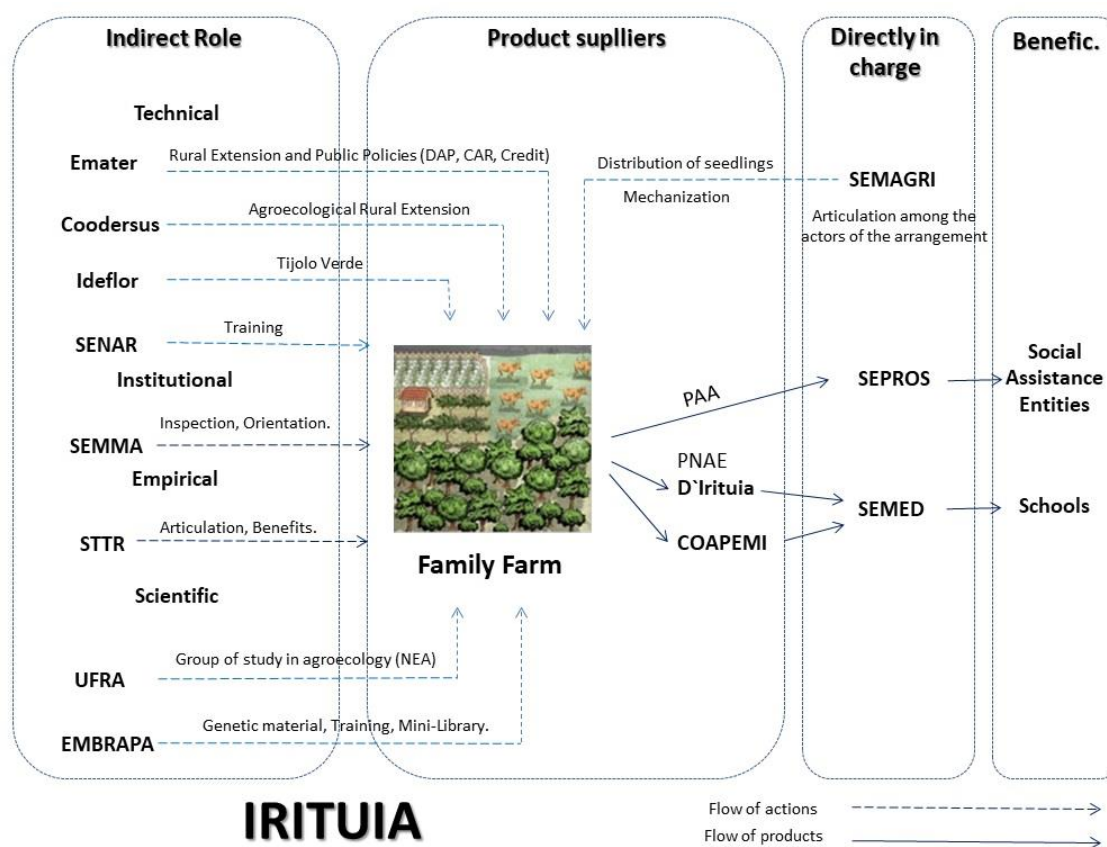 Indirect Role
Technical
Emater
Rural Extension and Public Policies (DAP, CAR, Credit)
Coodersus
Agroecological Rural Extension
Ideflor
Tijolo Verde
SENAR
Training
Institutional
SEMMA
Inspection, Orientation.
Empirical
STTR
Articulation, Benefits.
Scientific
UFRA
Group of study in agroecology (NEA)
EMBRAPA
Genetic material, Training, Mini-Library.
Product suplliers
Distribution of seedlings
Mechanization
Family Farm
PAA
PNAE
D`Irituia
COAPEMI
Directly in
charge
SEMAGRI
Articulation among the
actors of the arrangement
SEPROS
SEMED
Benefic.
Social
Assistance
Entities
Schools
IRITUIA
Flow of actions
Flow of products